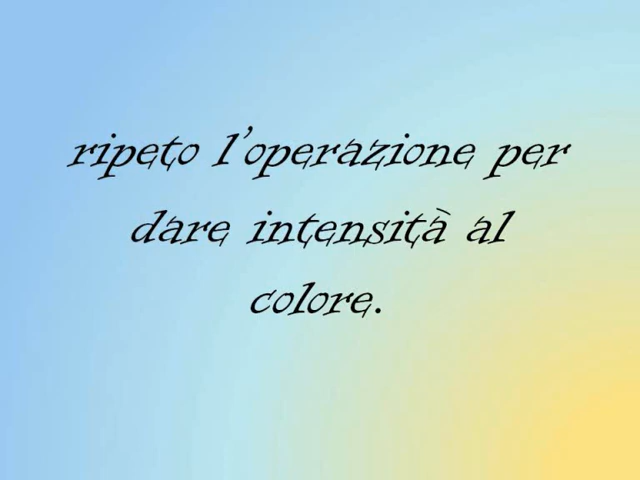 ripeto l'operazione per
dare intensità al
colore.